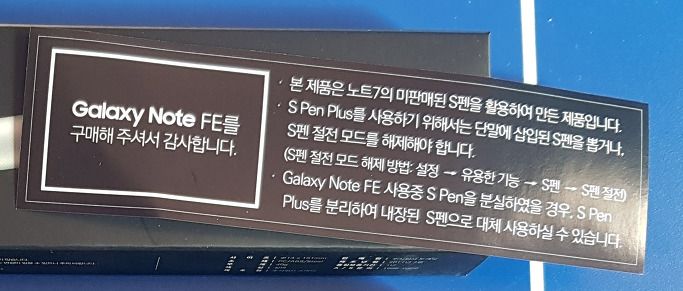 Galaxy Note FE를
구매해 주셔서 감사합니다.
· 본 제품은 노트7의 미판매된 S펜을 활용하여 만든 제품입니다.
· S Pen Plus를 사용하기 위해서는 단말에 삽입된 S펜을 뽑거나,
S펜 절전 모드를 해제해야 합니다.
(S펜 절전 모드 해제 방법: 설정 → 유용한 기능 → S펜 → S펜 절전)
· Galaxy Note FE 사용중 S Pen을 분실하였을 경우, S Pen
Plus를 분리하여 내장된 S펜으로 대체 사용하실 수 있습니다.